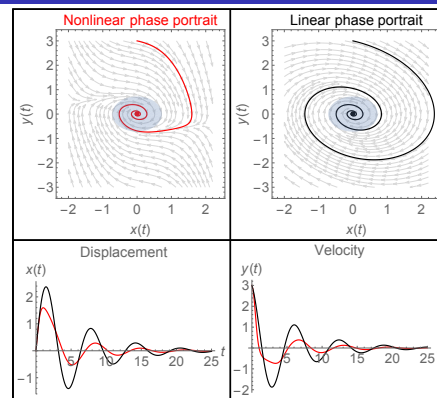 Nonlinear phase portrait
3
2
1
0
−1
−2
−3
y(t)
−2 −1 0 1 2
x(t)
Linear phase portrait
3
2
1
0
−1
−2
−3
y(t)
−2 −1 0 1 2
x(t)
Displacement
x(t)
2
1
−1
5 10 15 20 25
t
Velocity
y(t)
3
2
1
−1
−2
5 10 15 20 25